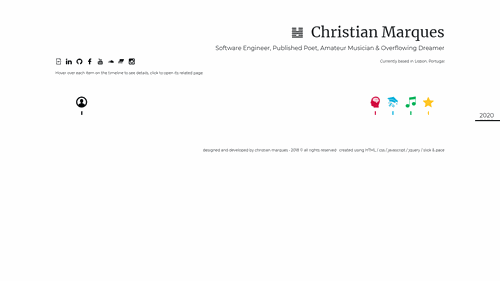 Christian Marques
Software Engineer, Published Poet, Amateur Musician & Overflowing Dreamer
Currently based in Lisbon, Portugal
Hover over each item on the timeline to see details, click to open its related page
2020
designed and developed by christian marques - 2019 © all rights reserved - created using HTML / css / javascript / jquery / slick & pace